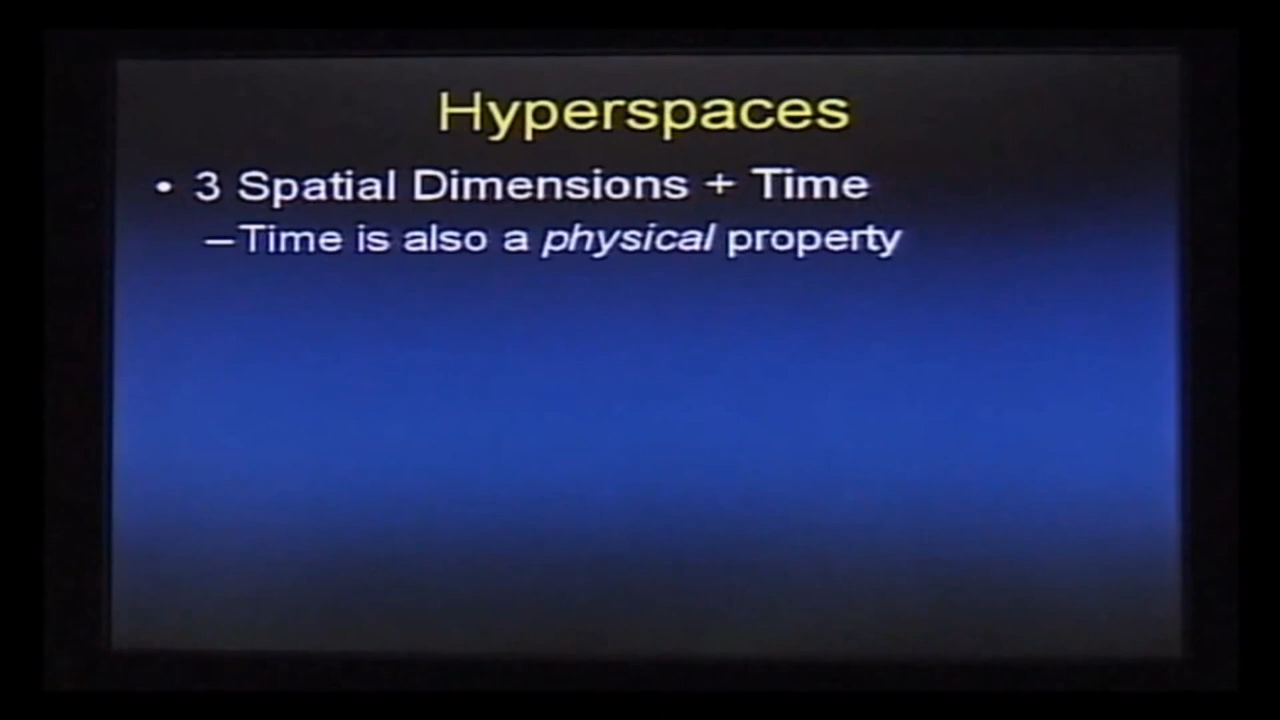 Hyperspaces
• 3 Spatial Dimensions + Time
–Time is also a physical property